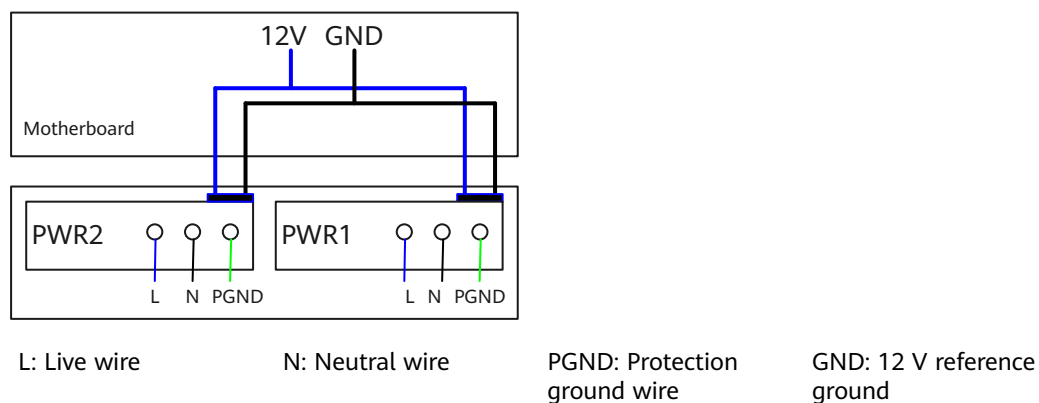 12V GND
Motherboard
PWR2 PWR1
L N PGND L N PGND
L: Live wire N: Neutral wire PGND: Protection ground wire GND: 12 V reference ground